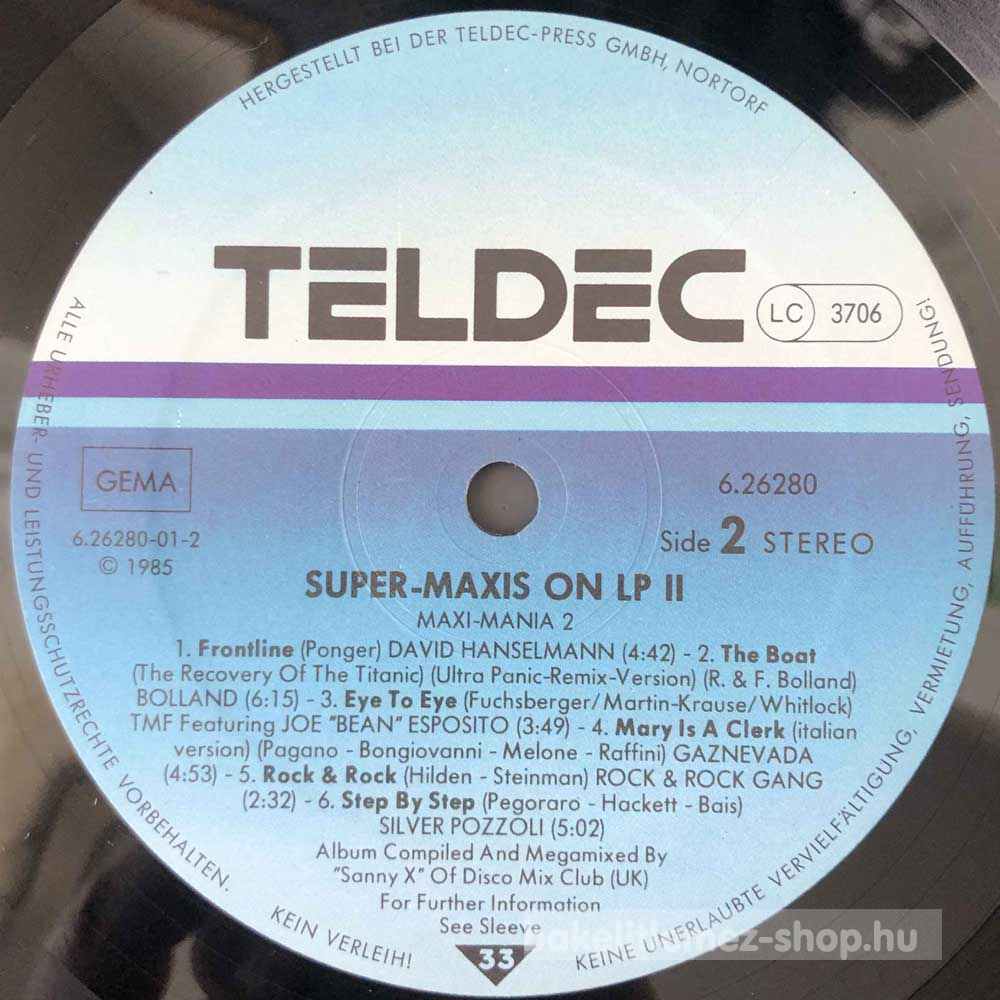 HERGESTELLT BEI DER TELDEC-PRESS GMBH, NORTORF
TELDEC
LC 3706
GEMA
6.26280-01-2
© 1985
6.26280
Side 2 STEREO
SUPER-MAXIS ON LP II
MAXI-MANIA 2
1. Frontline (Ponger) DAVID HANSELMANN (4:42) - 2. The Boat
(The Recovery Of The Titanic) (Ultra Panic-Remix-Version) (R. & F. Bolland)
BOLLAND (6:15) - 3. Eye To Eye (Fuchsberger/Martin-Krause/Whitlock)
TMF Featuring JOE "BEAN" ESPOSITO (3:49) - 4. Mary Is A Clerk (italian
version) (Pagano - Bongiovanni - Melone - Raffini) GAZNEVADA
(4:53) - 5. Rock & Rock (Hilden - Steinman) ROCK & ROCK GANG
(2:32) - 6. Step By Step (Pegoraro - Hackett - Bais)
SILVER POZZOLI (5:02)
Album Compiled And Megamixed By
"Sanny X" Of Disco Mix Club (UK)
For Further Information
See Sleeve
33
ALLE URHEBER- UND LEISTUNGSSCHUTZRECHTE VORBEHALTEN.
KEIN VERLEIH!
KEINE UNERLAUBTE VERVIELFÄLTIGUNG, VERMIETUNG, AUFFÜHRUNG, SENDUNG!
bakelitlemez-shop.hu